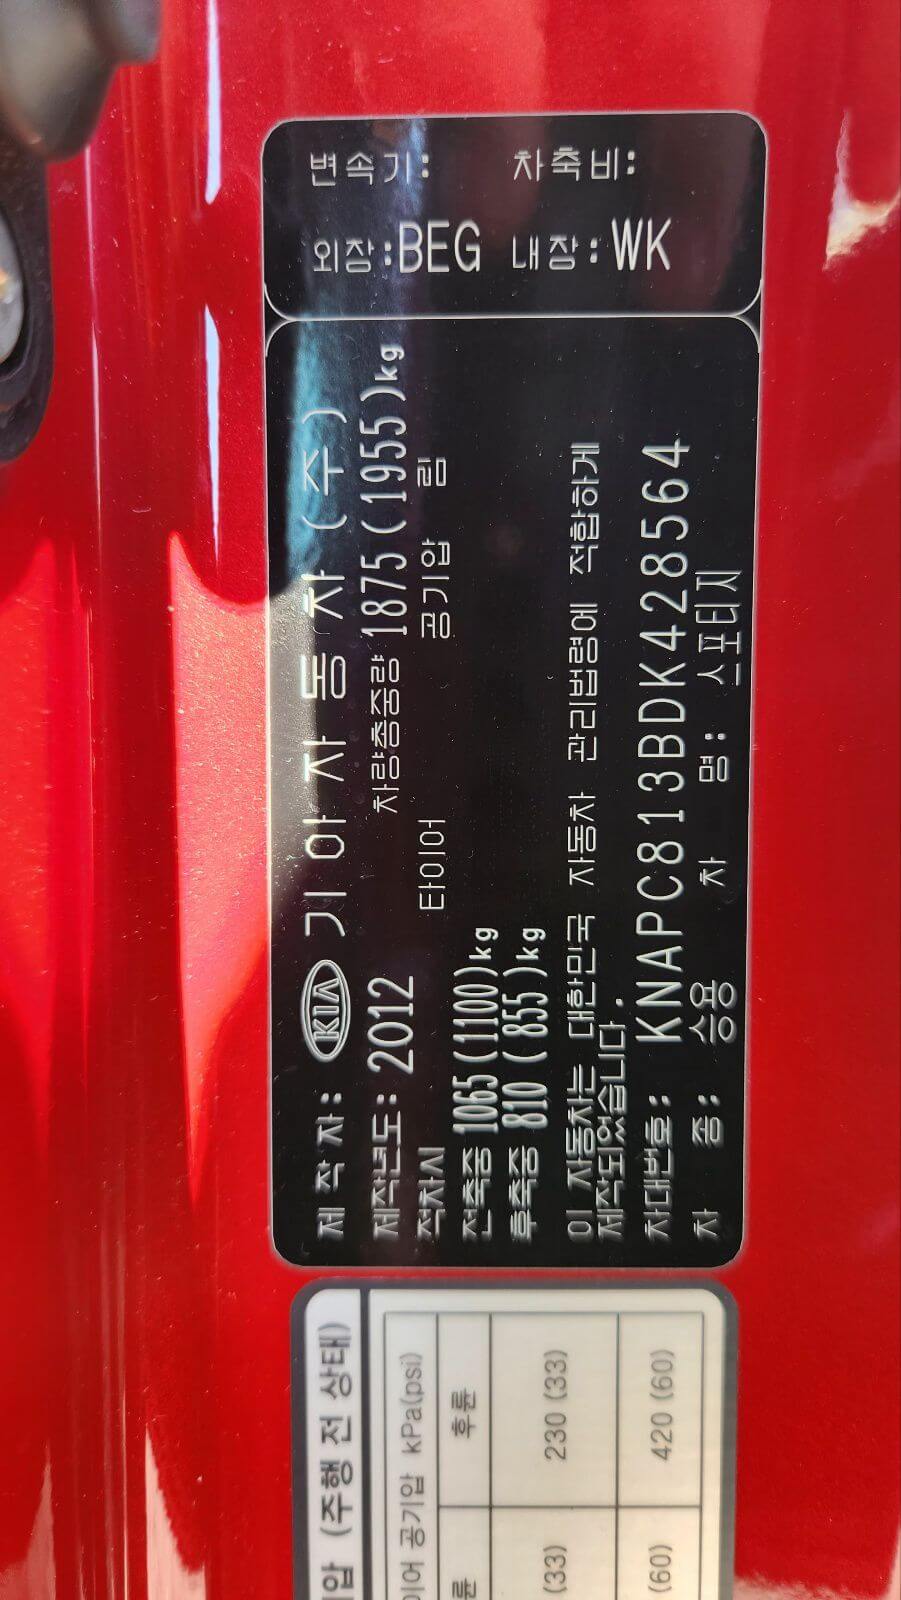 변속기: 차축비:
외장:BEG 내장:WK
제 작 자: KIA 기 아 자 동 차 (주)
제작년도: 2012 차량총중량 1875(1955)kg
적차시 타이어 공기압 림
전축중 1065(1100)kg
후축중 810 (855)kg
이 자동차는 대한민국 자동차 관리법령에 적합하게
제작되었습니다.
차대번호: KNAPC813BDK428564
차 종: 승용 차 명: 스포티지
압 (주행 전 상태)
이어 공기압 kPa(psi)
륜 후륜
(33) 230 (33)
(60) 420 (60)